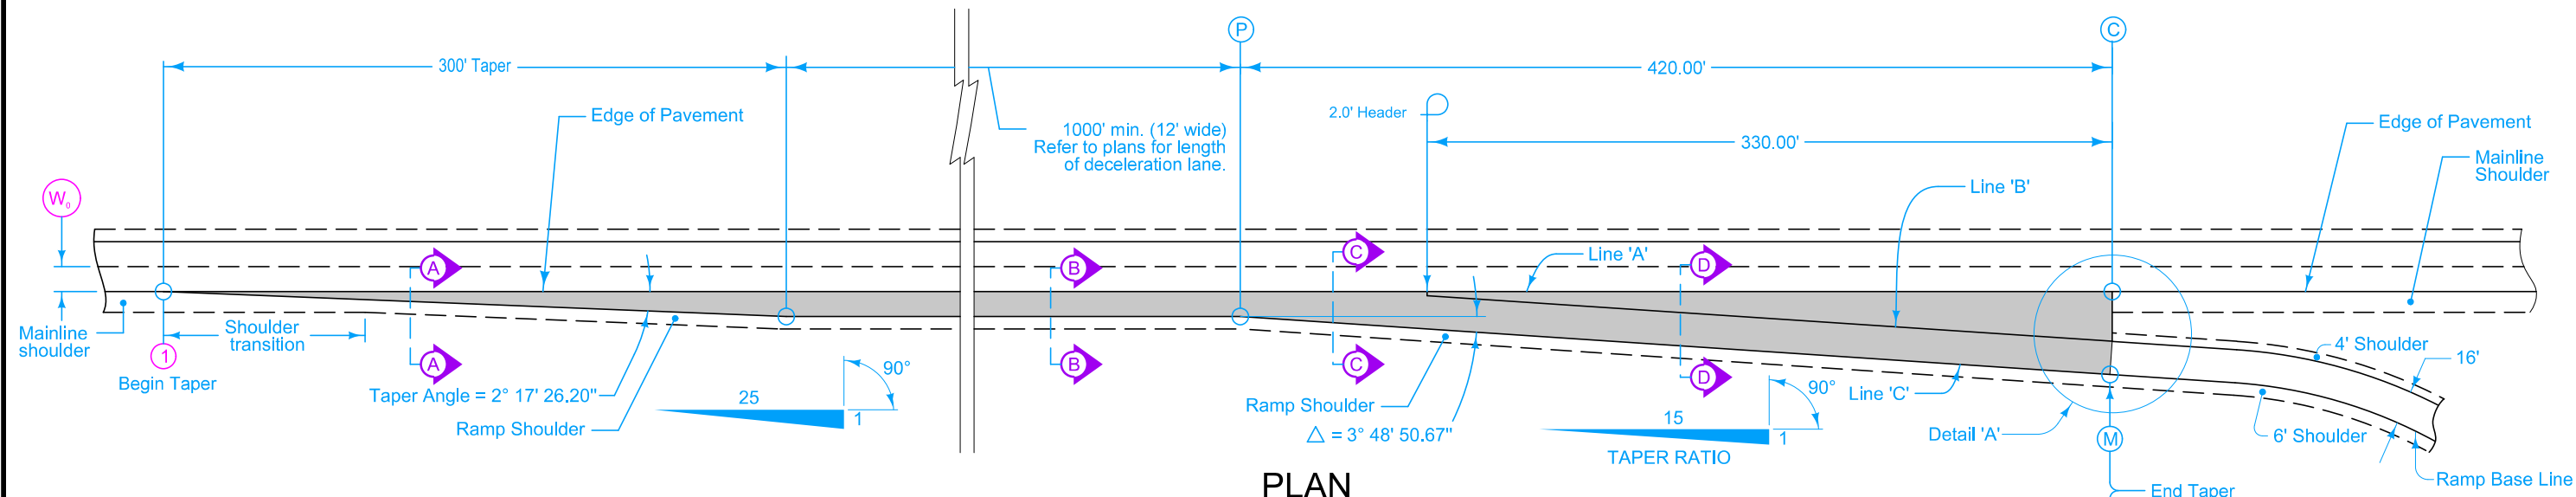 P
C
300' Taper
420.00'
Edge of Pavement
2.0' Header
1000' min. (12' wide)
Refer to plans for length
of deceleration lane.
330.00'
Edge of Pavement
Mainline
Shoulder
Line 'B'
W₀
Line 'A'
A
B
C
D
Mainline
shoulder
Shoulder
transition
1
Begin Taper
A
B
C
D
4' Shoulder
16'
Taper Angle = 2° 17' 26.20"
25
90°
1
Ramp Shoulder
Ramp Shoulder
△ = 3° 48' 50.67"
15
90°
1
TAPER RATIO
Line 'C'
Detail 'A'
M
6' Shoulder
Ramp Base Line
PLAN
End Taper